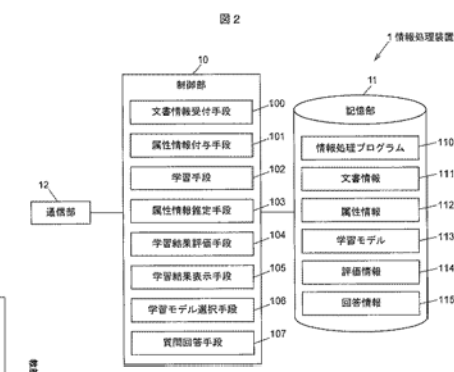 図2
1 情報処理装置
10
制御部
文書情報受付手段 100
属性情報付与手段 101
学習手段 102
属性情報鑑定手段 103
学習結果評価手段 104
学習結果表示手段 105
学習モデル選択手段 106
質問回答手段 107
12
通信部
11
記憶部
情報処理プログラム 110
文書情報 111
属性情報 112
学習モデル 113
評価情報 114
回答情報 115